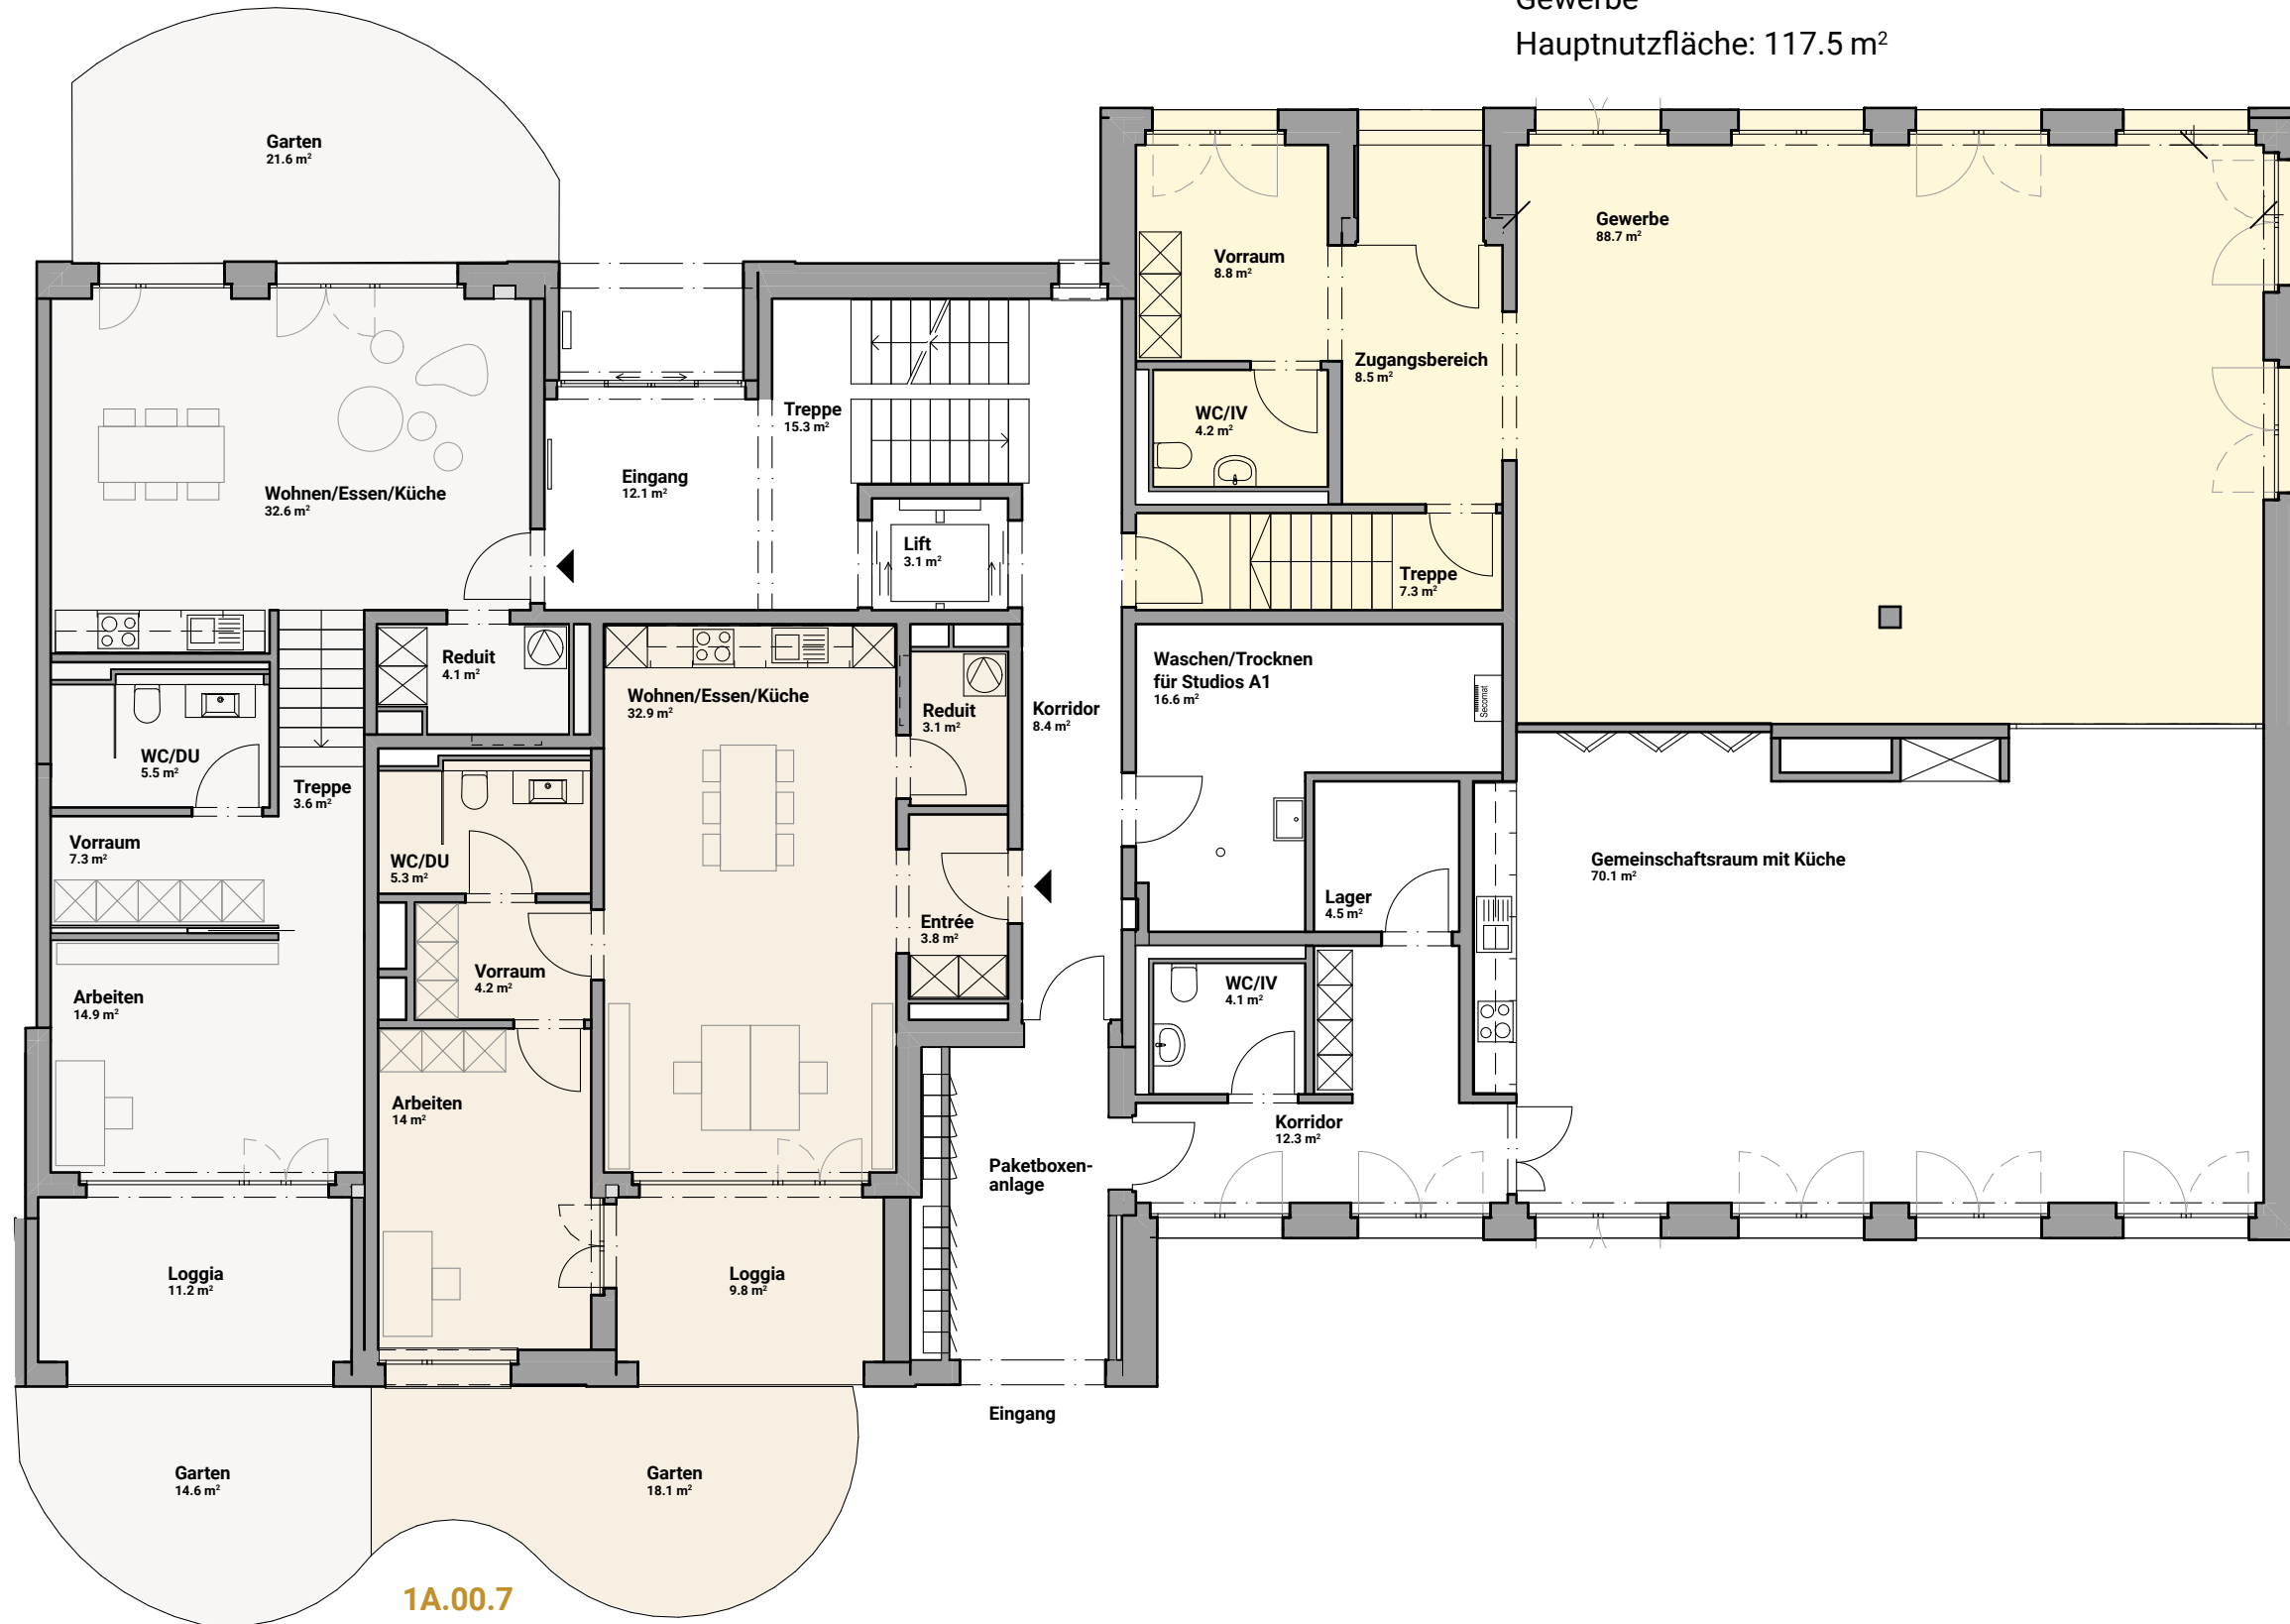 Gewerbe
Hauptnutzfläche: 117.5 m²
Garten
21.6 m²
Gewerbe
88.7 m²
Vorraum
8.8 m²
Zugangsbereich
8.5 m²
WC/IV
4.2 m²
Treppe
15.3 m²
Eingang
12.1 m²
Wohnen/Essen/Küche
32.6 m²
Lift
3.1 m²
Treppe
7.3 m²
Reduit
4.1 m²
Wohnen/Essen/Küche
32.9 m²
Reduit
3.1 m²
Korridor
8.4 m²
Waschen/Trocknen
für Studios A1
16.6 m²
Secomat
WC/DU
5.5 m²
Treppe
3.6 m²
Vorraum
7.3 m²
WC/DU
5.3 m²
Gemeinschaftsraum mit Küche
70.1 m²
Lager
4.5 m²
Entrée
3.8 m²
Vorraum
4.2 m²
WC/IV
4.1 m²
Arbeiten
14.9 m²
Arbeiten
14 m²
Korridor
12.3 m²
Paketboxen-
anlage
Loggia
11.2 m²
Loggia
9.8 m²
Eingang
Garten
14.6 m²
Garten
18.1 m²
1A.00.7